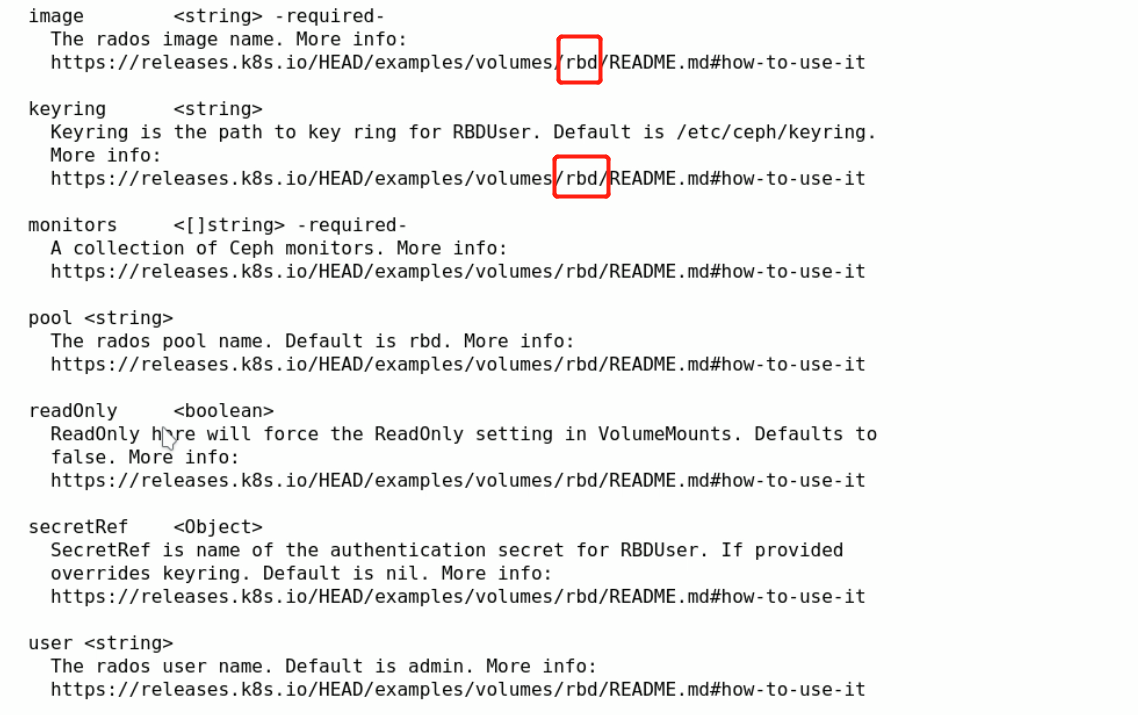 image        <string> -required-
The rados image name. More info:
https://releases.k8s.io/HEAD/examples/volumes/rbd/README.md#how-to-use-it
keyring      <string>
Keyring is the path to key ring for RBDUser. Default is /etc/ceph/keyring.
More info:
https://releases.k8s.io/HEAD/examples/volumes/rbd/README.md#how-to-use-it
monitors     <[]string> -required-
A collection of Ceph monitors. More info:
https://releases.k8s.io/HEAD/examples/volumes/rbd/README.md#how-to-use-it
pool <string>
The rados pool name. Default is rbd. More info:
https://releases.k8s.io/HEAD/examples/volumes/rbd/README.md#how-to-use-it
readOnly     <boolean>
ReadOnly here will force the ReadOnly setting in VolumeMounts. Defaults to
false. More info:
https://releases.k8s.io/HEAD/examples/volumes/rbd/README.md#how-to-use-it
secretRef    <Object>
SecretRef is name of the authentication secret for RBDUser. If provided
overrides keyring. Default is nil. More info:
https://releases.k8s.io/HEAD/examples/volumes/rbd/README.md#how-to-use-it
user <string>
The rados user name. Default is admin. More info:
https://releases.k8s.io/HEAD/examples/volumes/rbd/README.md#how-to-use-it